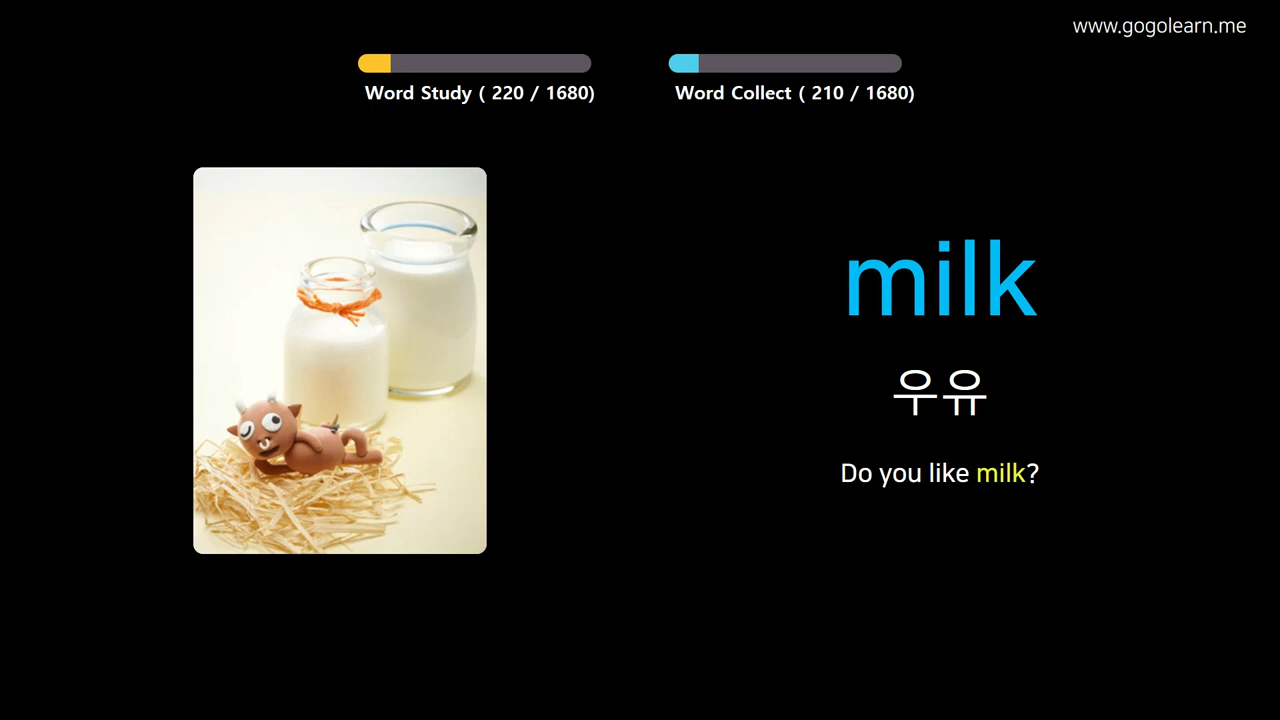 www.gogolearn.me
Word Study ( 220 / 1680)
Word Collect ( 210 / 1680)
milk
우유
Do you like milk?